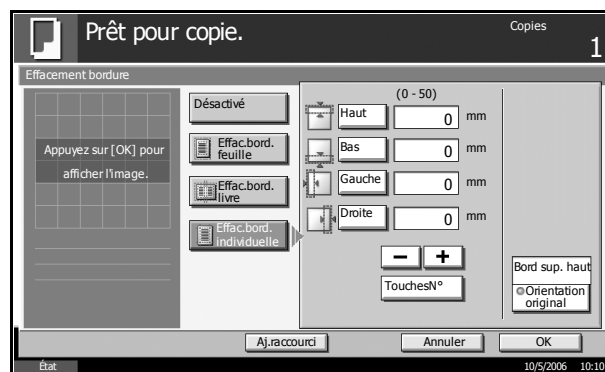 Prêt pour copie.
Copies
1
Effacement bordure
Appuyez sur [OK] pour
afficher l'image.
Désactivé
Effac.bord.
feuille
Effac.bord.
livre
Effac.bord.
individuelle
(0 - 50)
Haut 0 mm
Bas 0 mm
Gauche 0 mm
Droite 0 mm
− +
TouchesN°
Bord sup. haut
Orientation
original
Aj.raccourci
Annuler
OK
État
10/5/2006 10:10